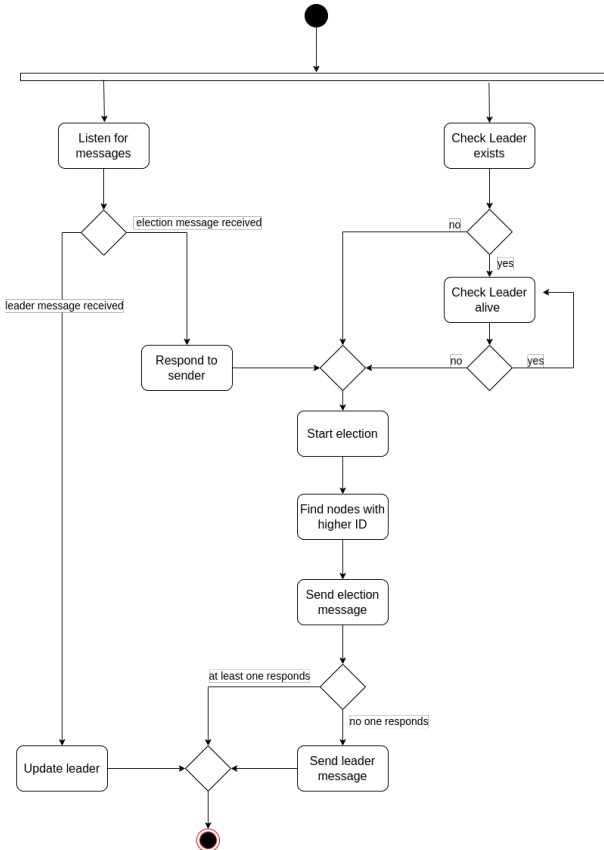 Listen for
messages
Check Leader
exists
election message received
no
yes
leader message received
Check Leader
alive
Respond to
sender
no
yes
Start election
Find nodes with
higher ID
Send election
message
at least one responds
no one responds
Update leader
Send leader
message